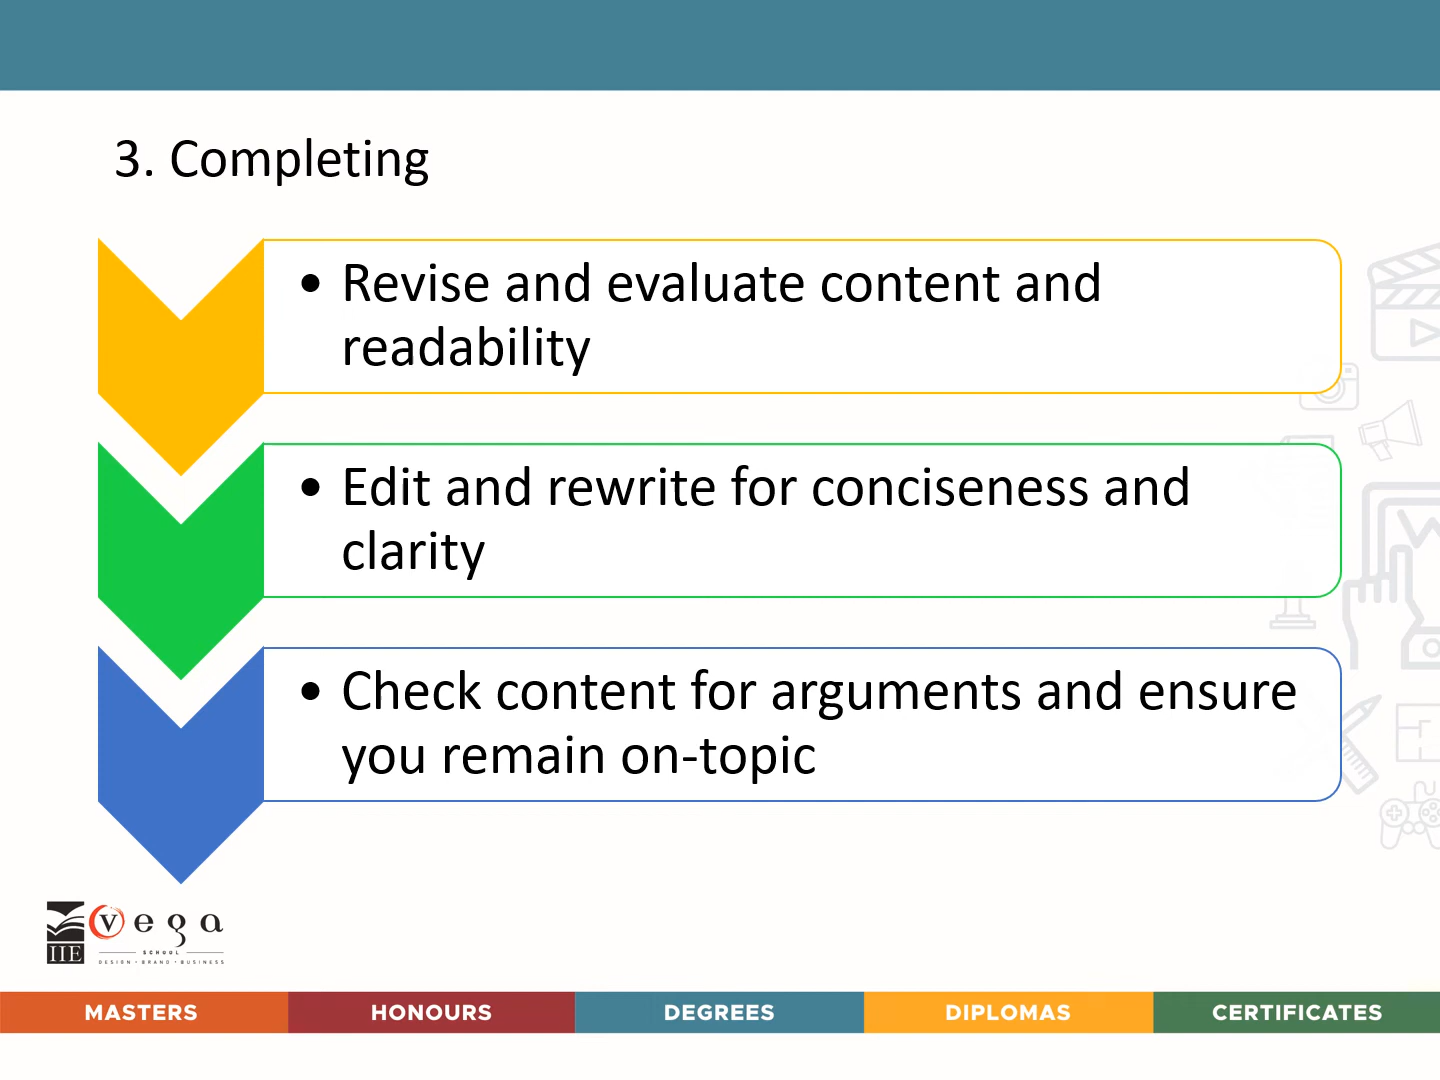 3. Completing
• Revise and evaluate content and
readability
• Edit and rewrite for conciseness and
clarity
• Check content for arguments and ensure
you remain on-topic
IIE vega
SCHOOL
DESIGN • BRAND • BUSINESS
MASTERS HONOURS DEGREES DIPLOMAS CERTIFICATES